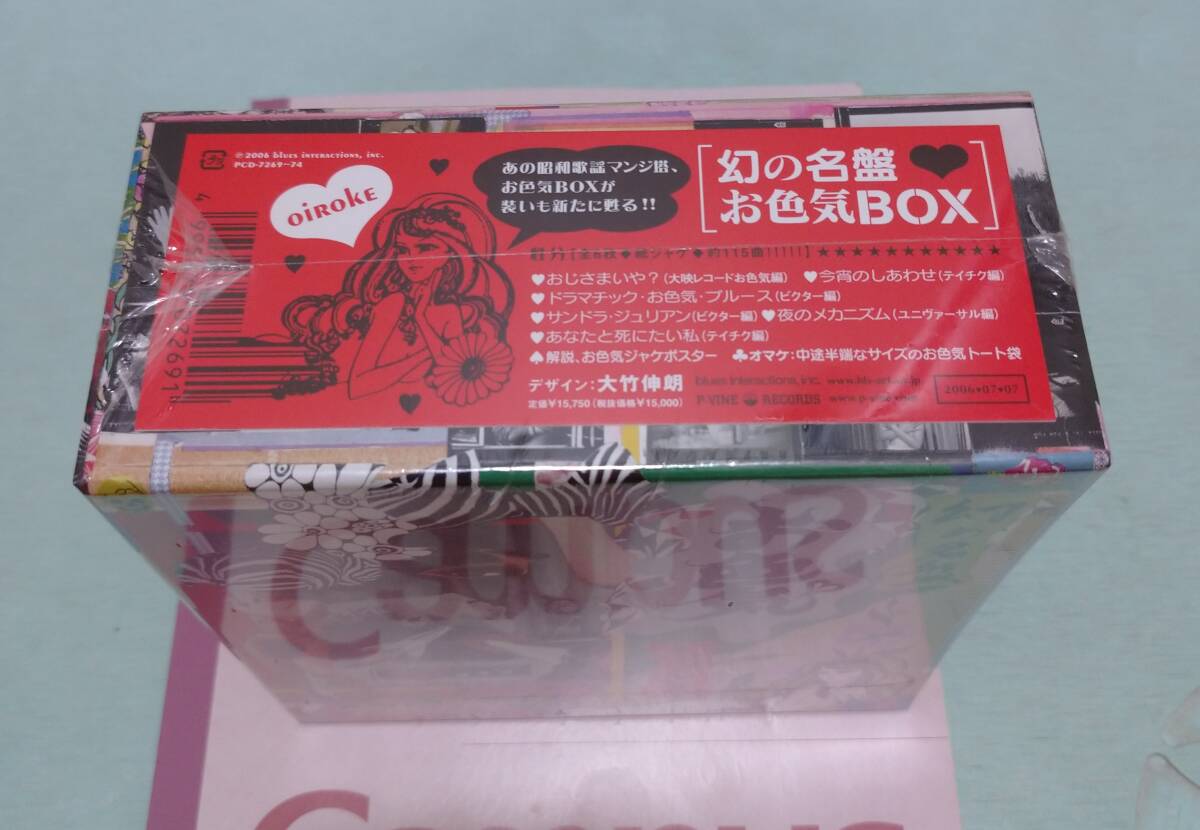 ℗2006 blues interactions, inc.
PCD-7269~74
oiROKE
あの昭和歌謡マンジ搭、
お色気BOXが
装いも新たに甦る!!
幻の名盤
お色気BOX
[全6枚◆紙ジャケ◆約115曲!!!!!]★★★★★★★★★★★
♥おじさまいや?(大映レコードお色気編) ♥今宵のしあわせ(テイチク編)
♥ドラマチック・お色気・ブルース(ビクター編)
♥サンドラ・ジュリアン(ビクター編)♥夜のメカニズム(ユニヴァーサル編)
♥あなたと死にたい私(テイチク編)
♠解説、お色気ジャケポスター ♣オマケ:中途半端なサイズのお色気トート袋
デザイン:大竹伸朗
定価¥15,750(税抜価格¥15,000)
blues interactions, inc.
P-VINE RECORDS
2006•07•07
Campus